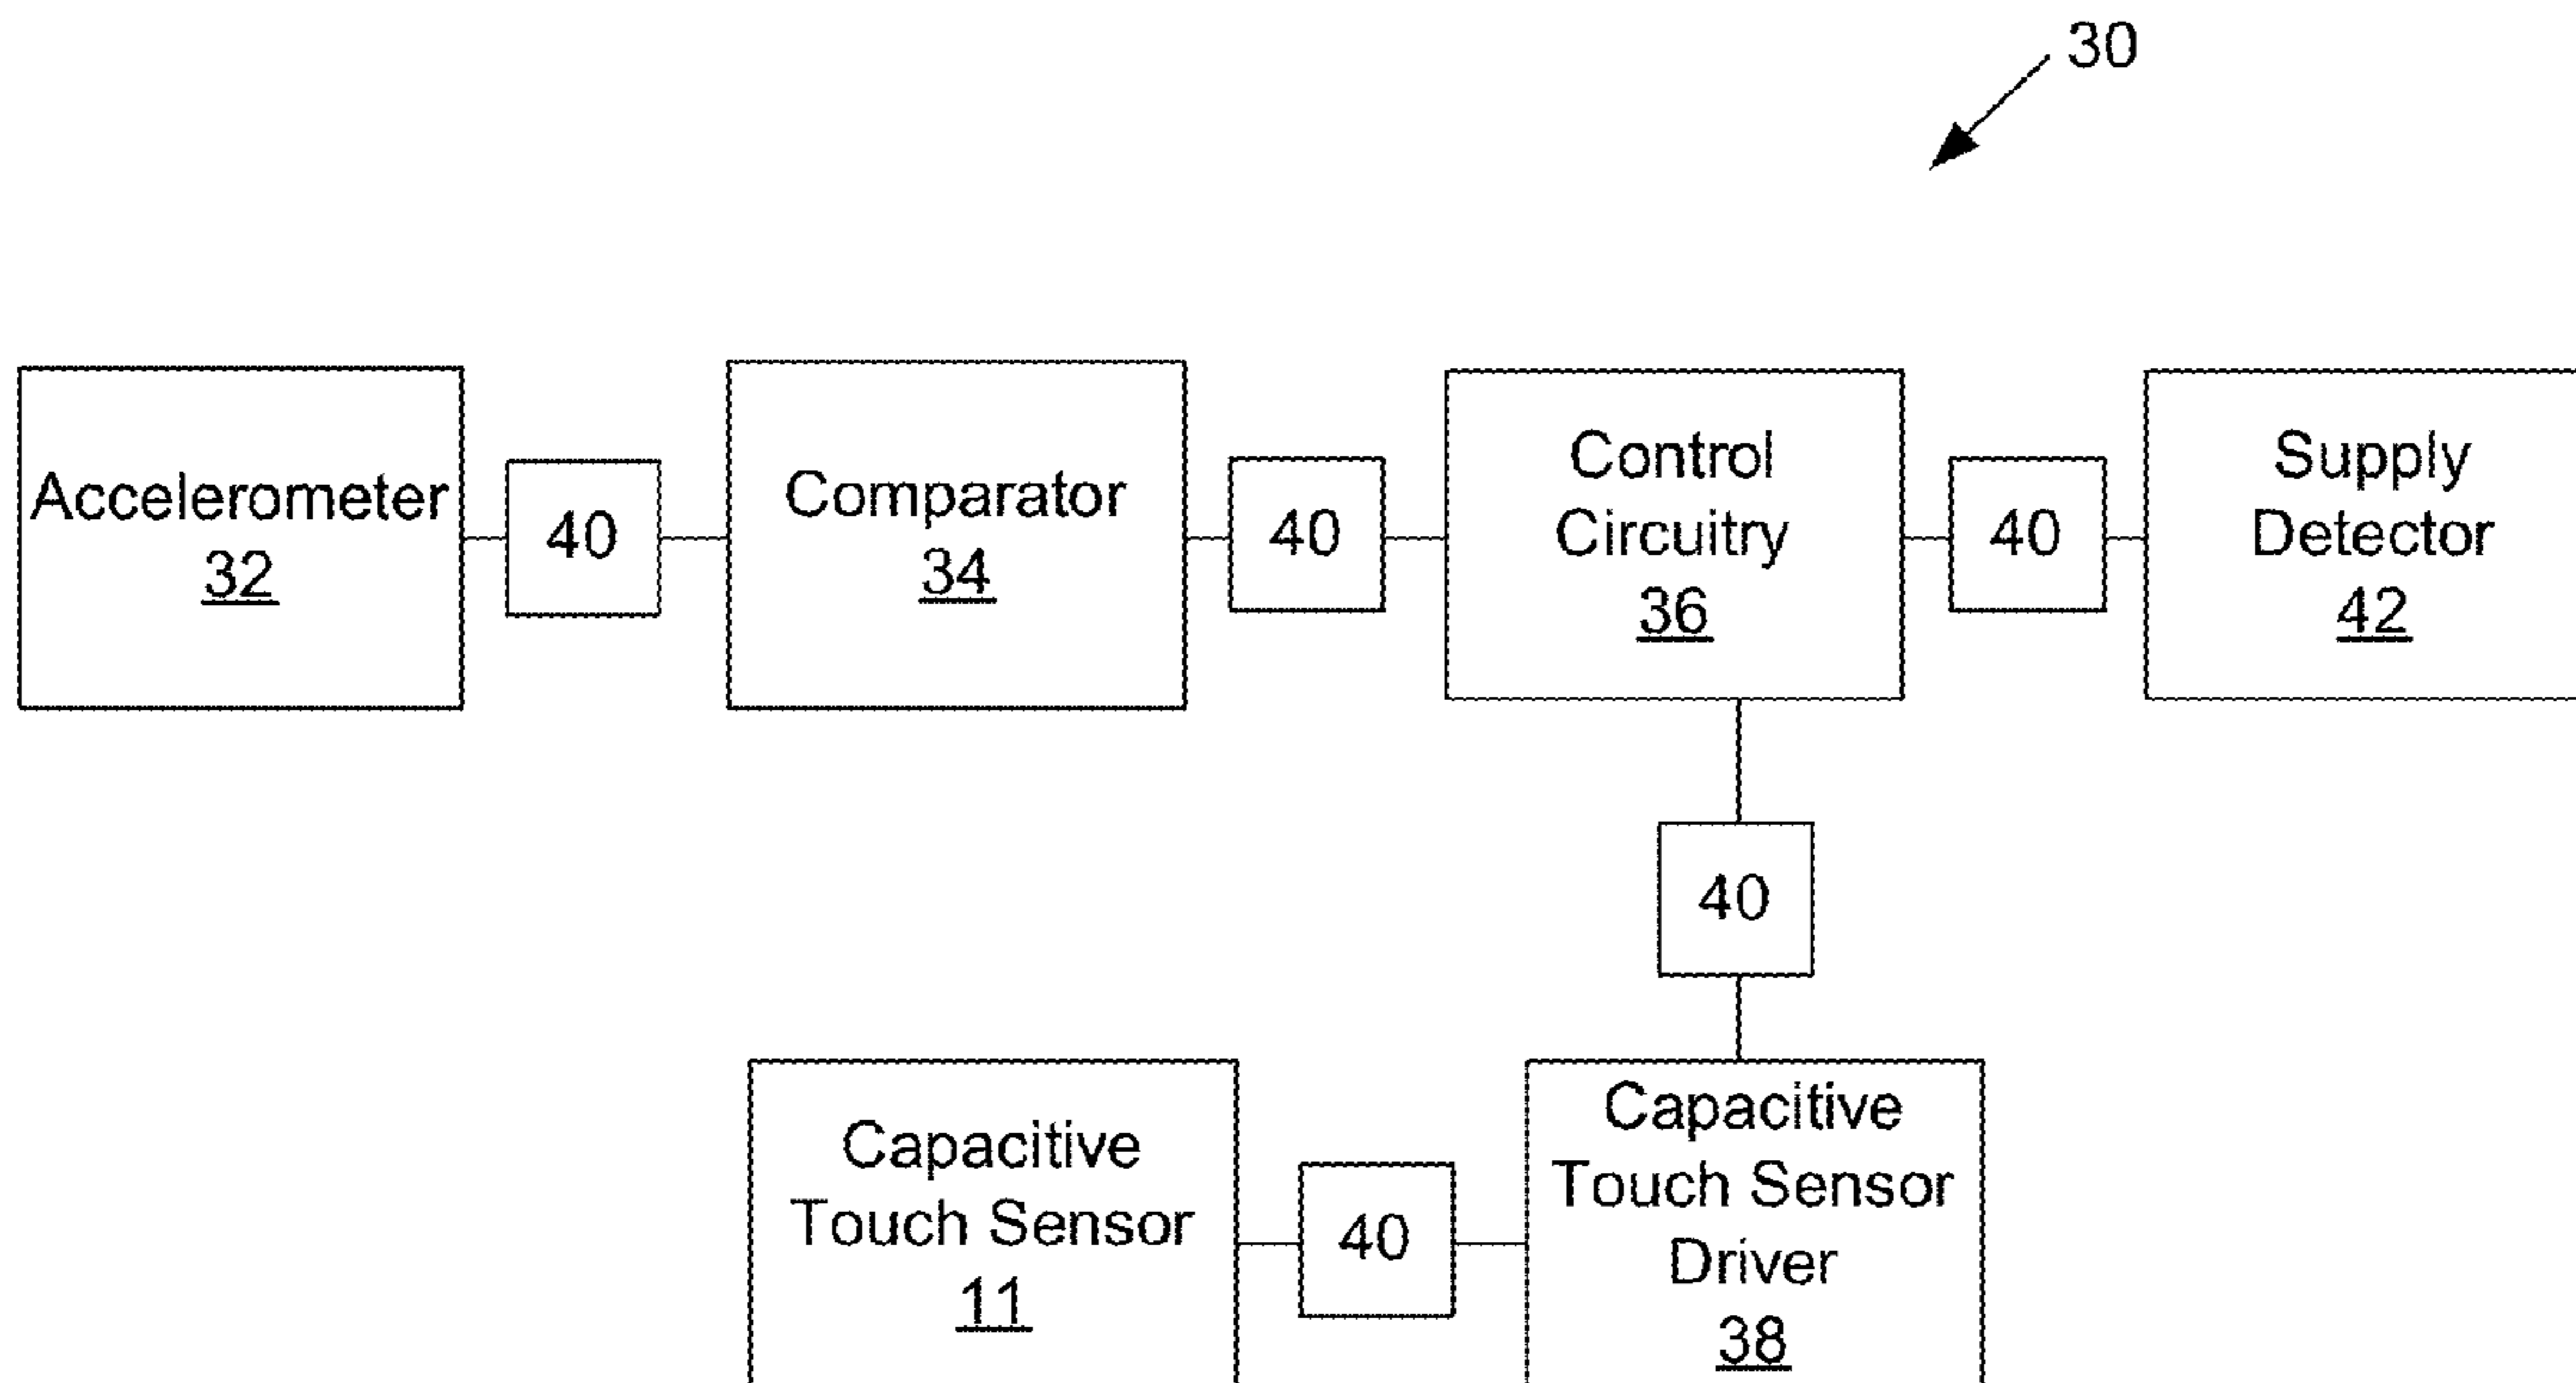 30
Accelerometer
32
40
Comparator
34
40
Control
Circuitry
36
40
Supply
Detector
42
40
Capacitive
Touch Sensor
11
40
Capacitive
Touch Sensor
Driver
38